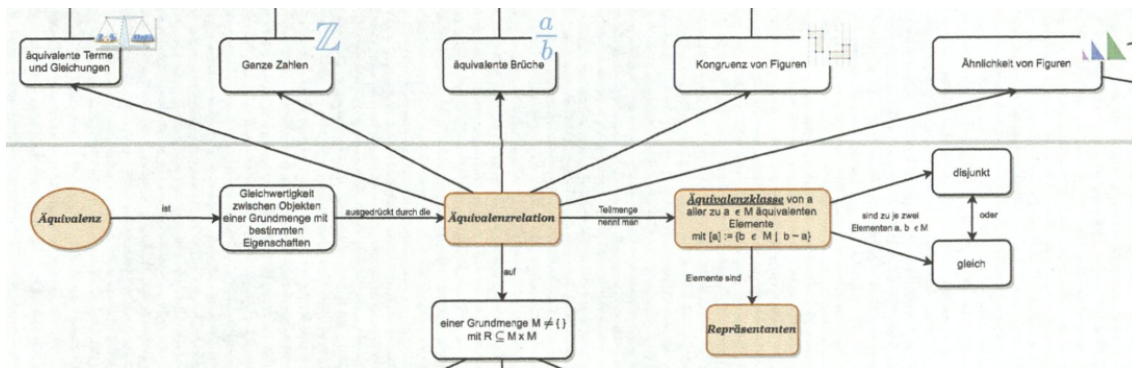 äquivalente Terme
und Gleichungen
ℤ
Ganze Zahlen
a
b
äquivalente Brüche
Kongruenz von Figuren
Ähnlichkeit von Figuren
Äquivalenz
ist
Gleichwertigkeit
zwischen Objekten
einer Grundmenge mit
bestimmten
Eigenschaften
ausgedrückt durch die
Äquivalenzrelation
Teilmenge
nennt man
Äquivalenzklasse von a
aller zu a ϵ M äquivalenten
Elemente
mit [a] := {b ϵ M | b ~ a}
disjunkt
sind zu je zwei
Elementen a, b ϵ M
oder
gleich
auf
Elemente sind
einer Grundmenge M ≠ { }
mit R ⊆ M x M
Repräsentanten